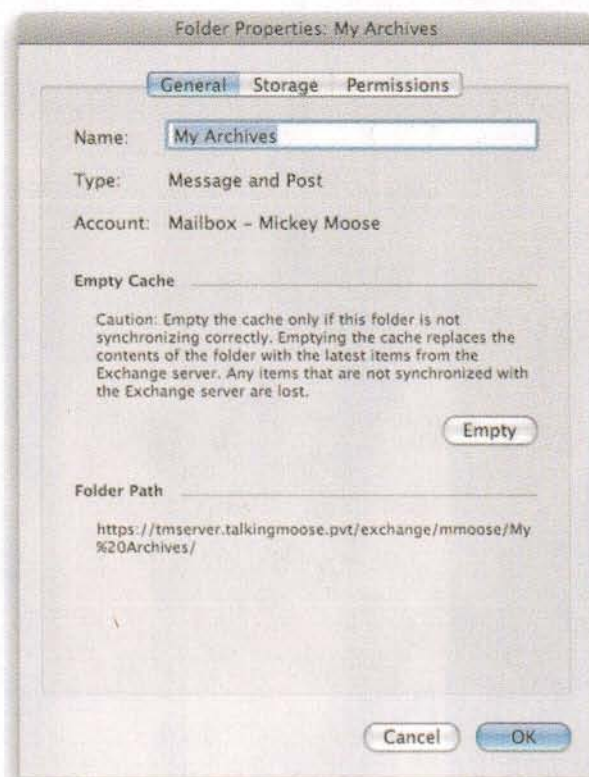 Folder Properties: My Archives
General Storage Permissions
Name: My Archives
Type: Message and Post
Account: Mailbox – Mickey Moose
Empty Cache
Caution: Empty the cache only if this folder is not
synchronizing correctly. Emptying the cache replaces the
contents of the folder with the latest items from the
Exchange server. Any items that are not synchronized with
the Exchange server are lost.
Empty
Folder Path
https://tmserver.talkingmoose.pvt/exchange/mmoose/My
%20Archives/
Cancel OK